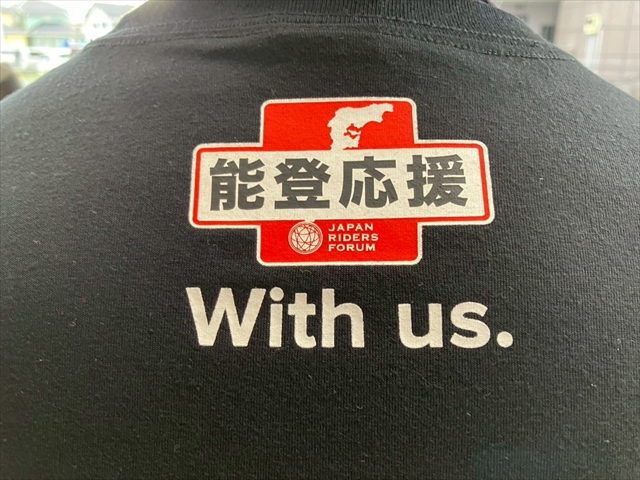 能登応援
JAPAN
RIDERS
FORUM
With us.